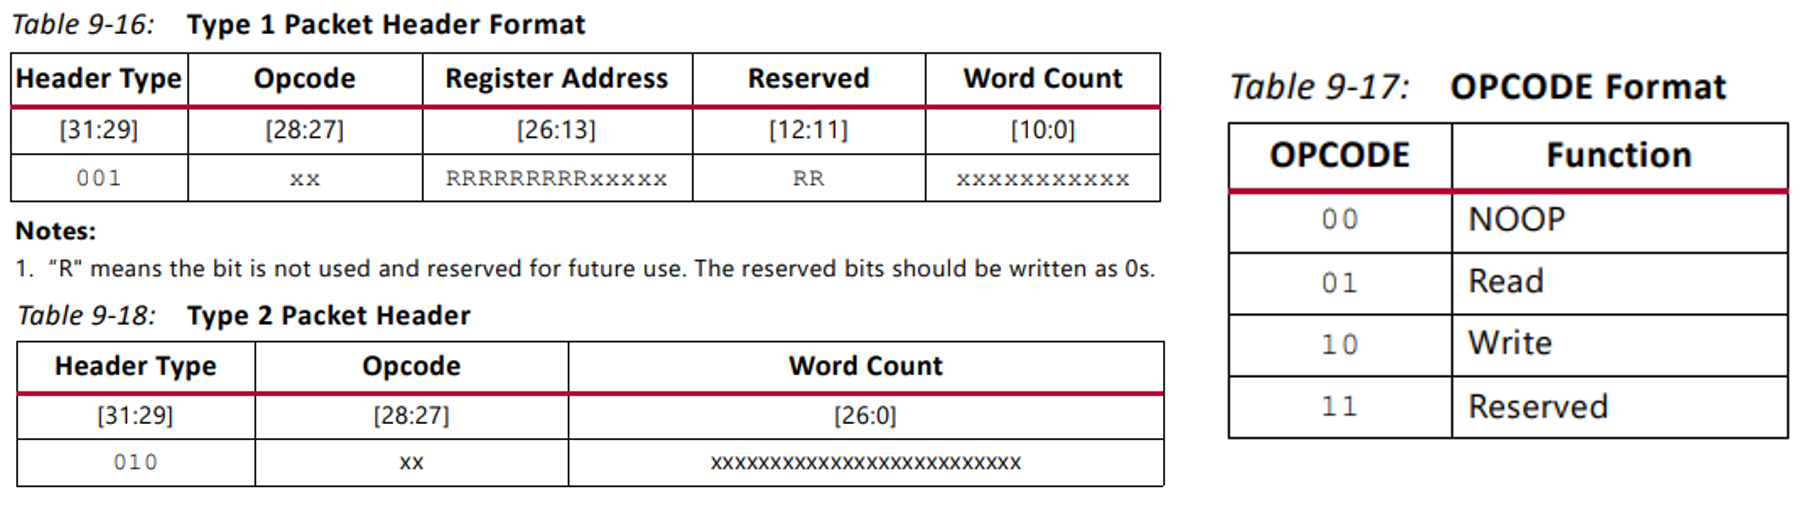 Table 9-16: Type 1 Packet Header Format
Header Type Opcode Register Address Reserved Word Count
[31:29] [28:27] [26:13] [12:11] [10:0]
001 xx RRRRRRRRRxxxxx RR xxxxxxxxxxx
Notes:
1. “R" means the bit is not used and reserved for future use. The reserved bits should be written as 0s.
Table 9-18: Type 2 Packet Header
Header Type Opcode Word Count
[31:29] [28:27] [26:0]
010 xx xxxxxxxxxxxxxxxxxxxxxxxxxx
Table 9-17: OPCODE Format
OPCODE Function
00 NOOP
01 Read
10 Write
11 Reserved